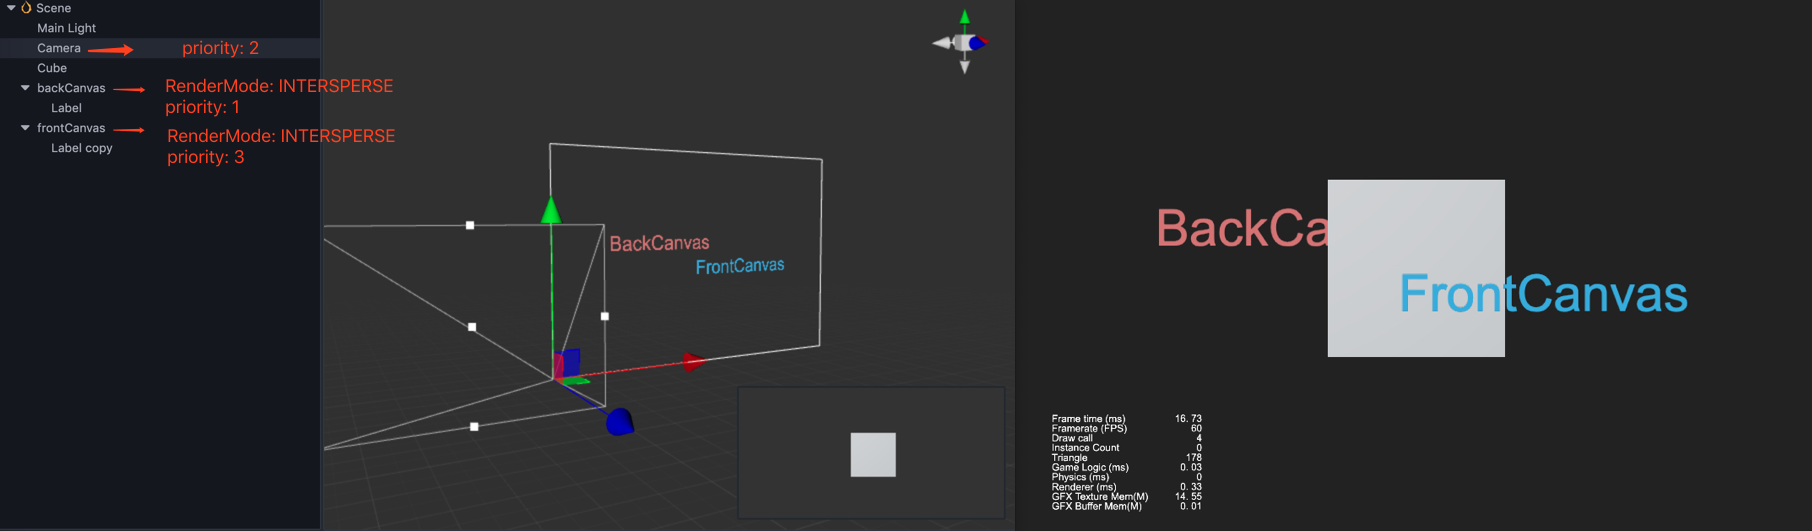 Scene
Main Light
Camera priority: 2
Cube
backCanvas RenderMode: INTERSPERSE
priority: 1
Label
frontCanvas RenderMode: INTERSPERSE
Label copy priority: 3
BackCanvas
FrontCanvas
BackCa
FrontCanvas
Frame time (ms) 16. 73
Framerate (FPS) 60
Draw call 4
Instance Count 0
Triangle 178
Game Logic (ms) 0. 03
Physics (ms) 0
Renderer (ms) 0. 33
GFX Texture Mem(M) 14. 55
GFX Buffer Mem(M) 0. 01